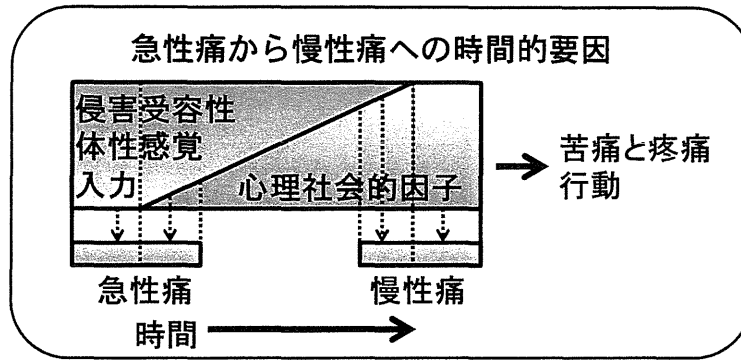 急性痛から慢性痛への時間的要因
侵害受容性
体性感覚
入力
心理社会的因子
苦痛と疼痛
行動
急性痛
慢性痛
時間